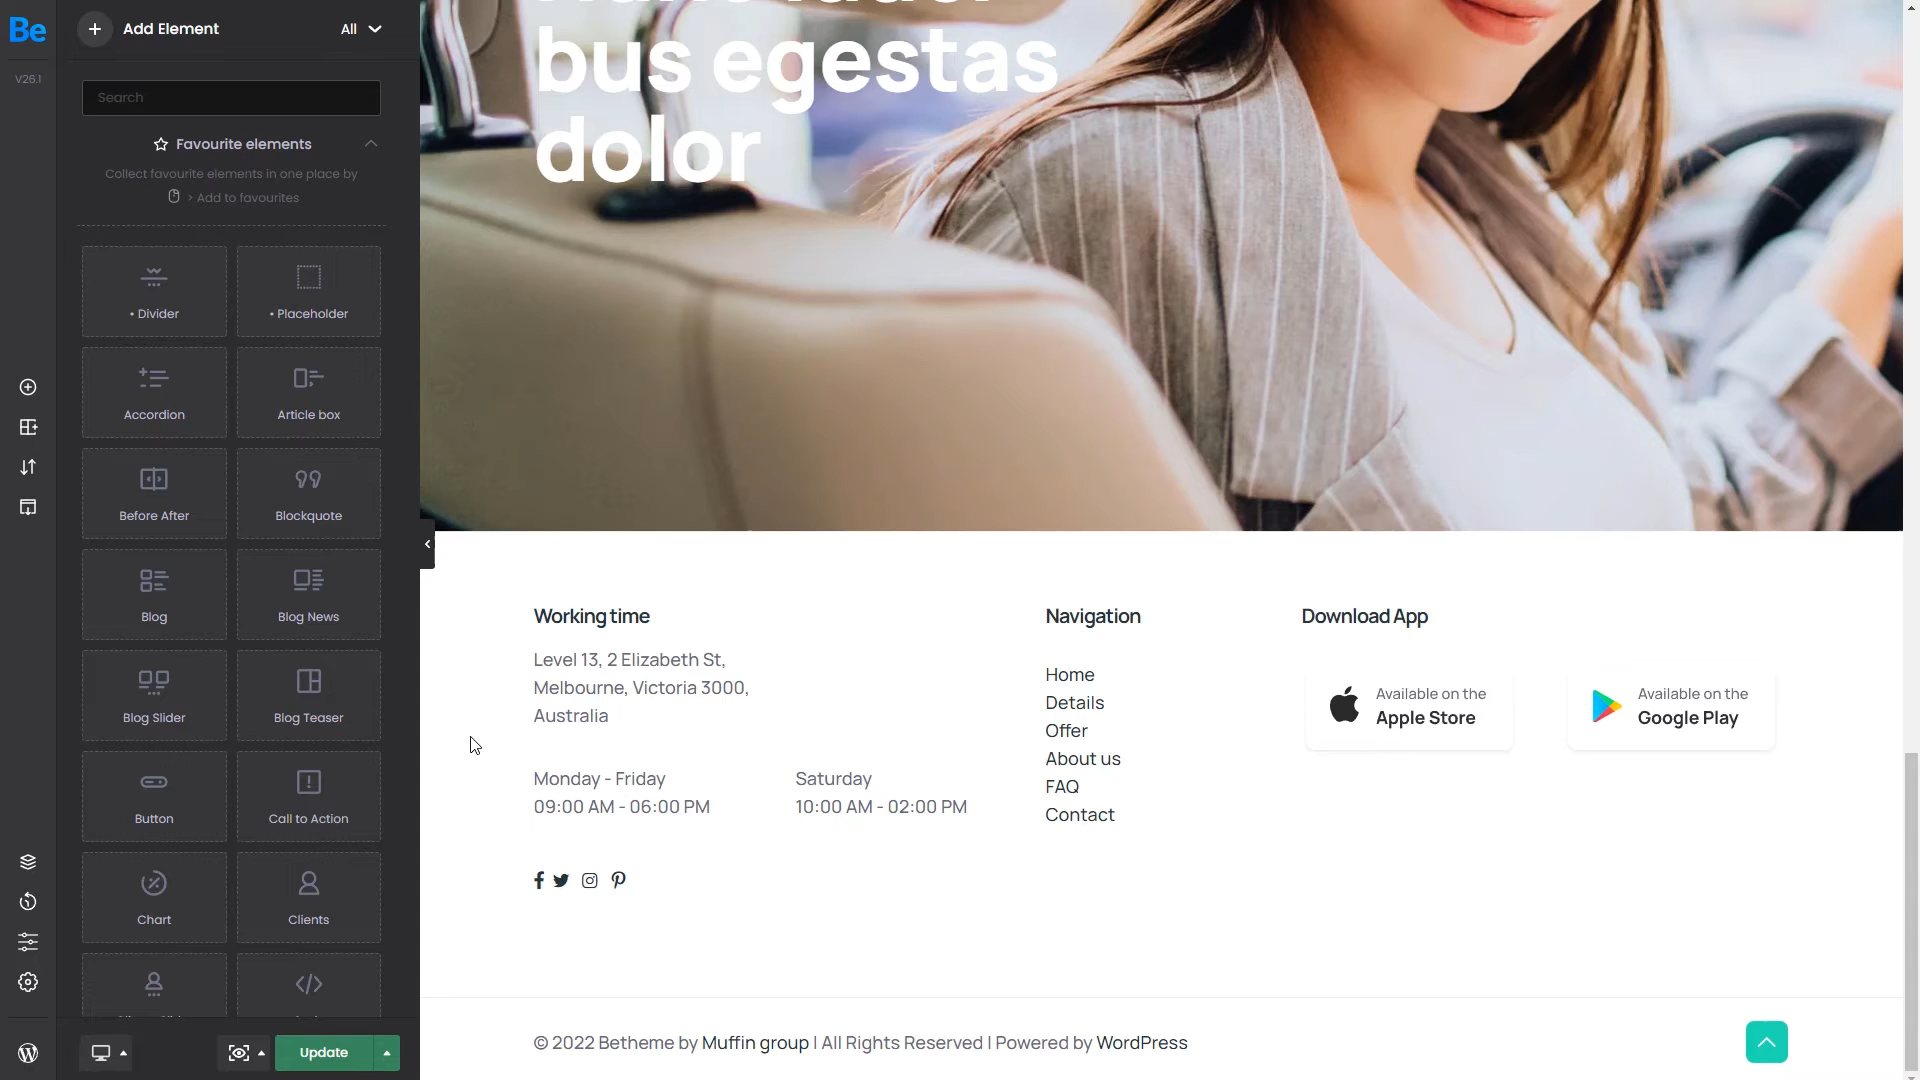 Be
V26.1
Add Element
All
Search
Favourite elements
Collect favourite elements in one place by
> Add to favourites
• Divider
• Placeholder
Accordion
Article box
Before After
Blockquote
Blog
Blog News
Blog Slider
Blog Teaser
Button
Call to Action
Chart
Clients
Update
bus egestas
dolor
Working time
Level 13, 2 Elizabeth St,
Melbourne, Victoria 3000,
Australia
Monday - Friday
09:00 AM - 06:00 PM
Saturday
10:00 AM - 02:00 PM
Navigation
Home
Details
Offer
About us
FAQ
Contact
Download App
Available on the
Apple Store
Available on the
Google Play
© 2022 Betheme by Muffin group | All Rights Reserved | Powered by WordPress